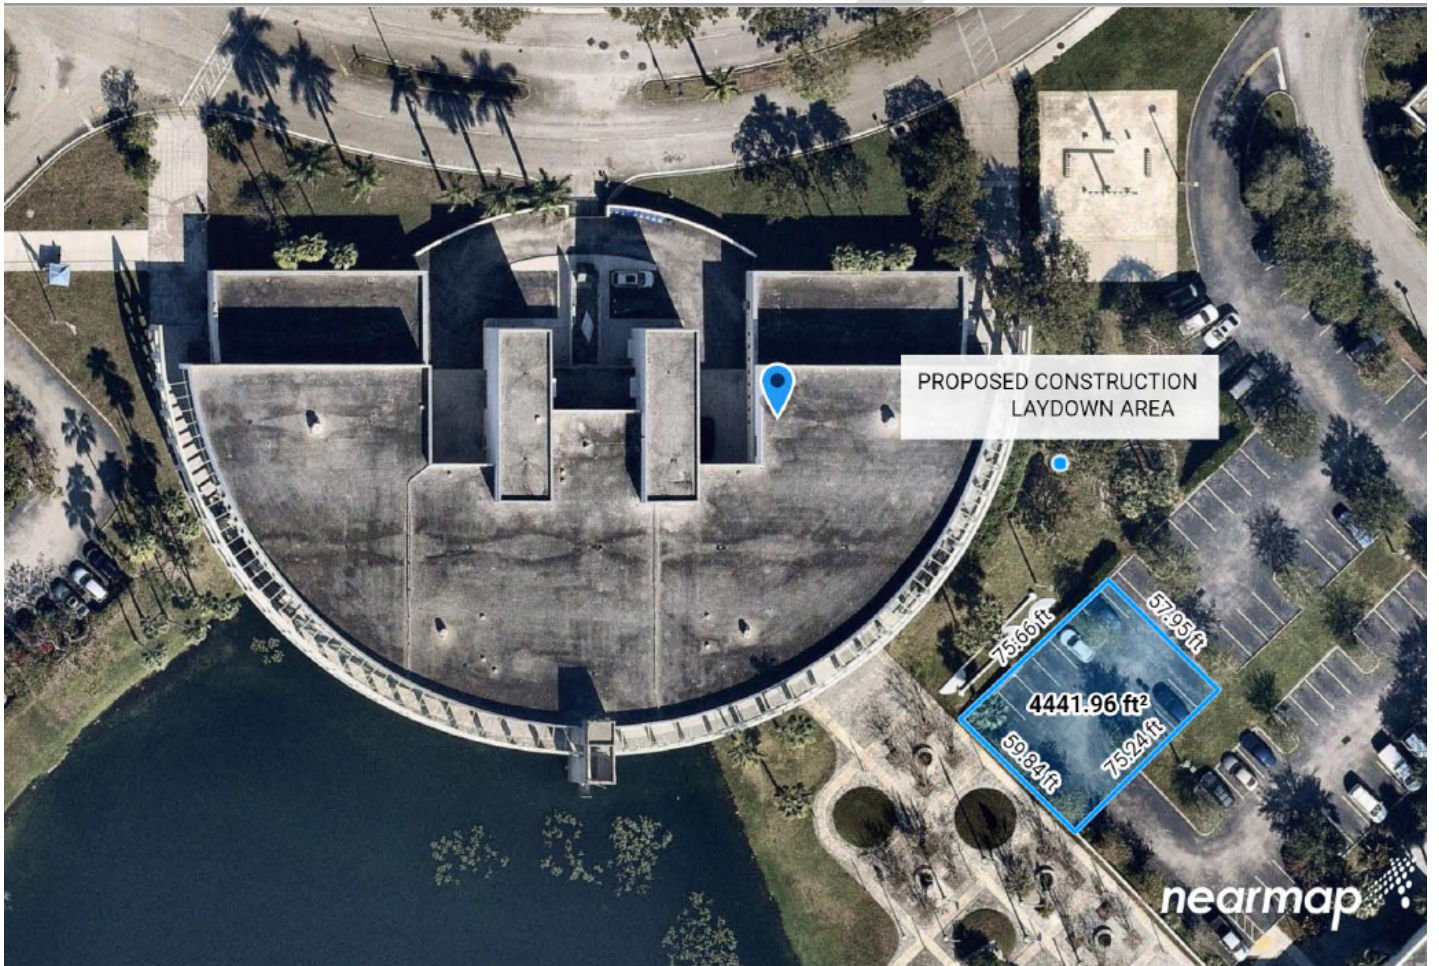 PROPOSED CONSTRUCTION
LAYDOWN AREA
57.95 ft
75.66 ft
4441.96 ft²
59.84 ft
75.24 ft
nearmap